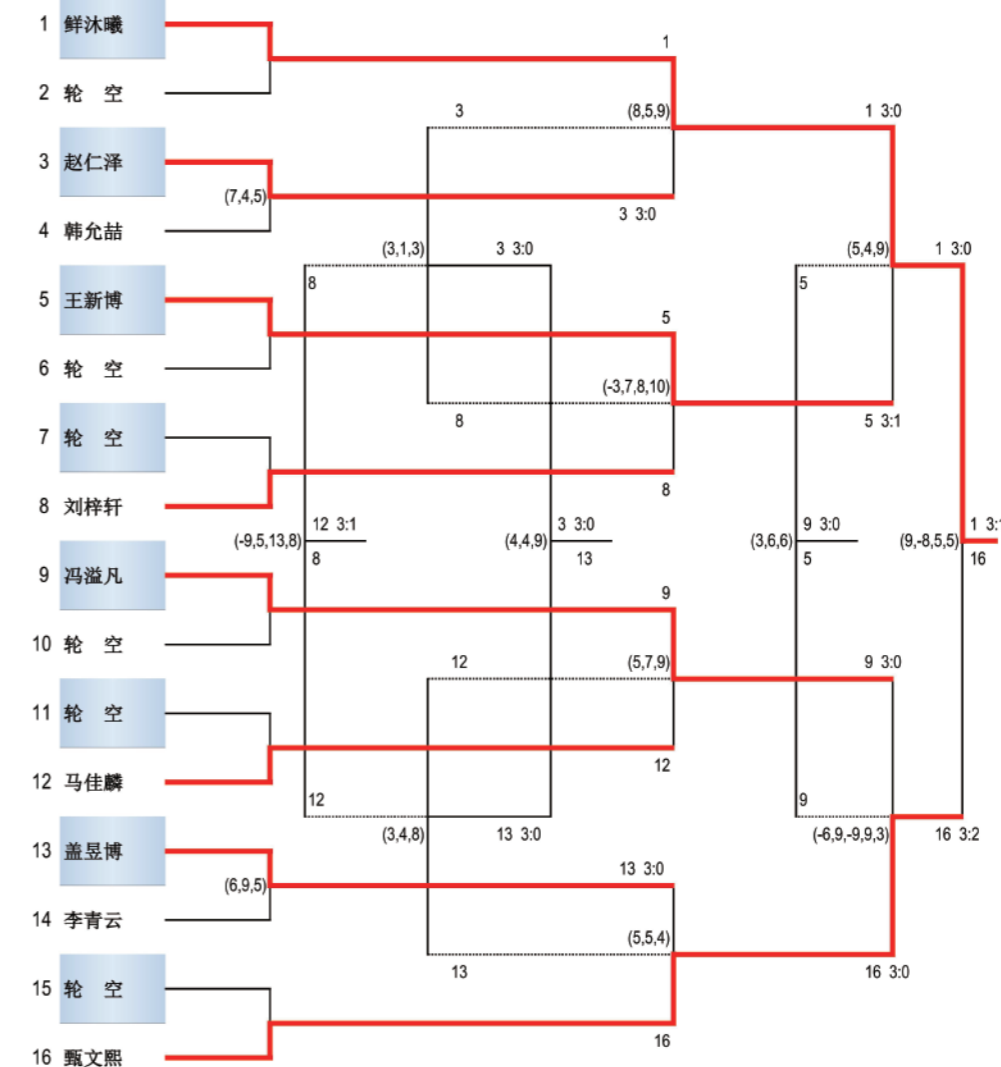 1 鲜沐曦
1
2 轮 空
3 (8,5,9) 1 3:0
3 赵仁泽
(7,4,5)
3 3:0
4 韩允喆
(3,1,3) 3 3:0 (5,4,9) 1 3:0
8 5
5 王新博
5
6 轮 空
(-3,7,8,10)
8 5 3:1
7 轮 空
8
8 刘梓轩
12 3:1 3 3:0 9 3:0 1 3:
(-9,5,13,8) (4,4,9) (3,6,6) (9,-8,5,5)
8 13 5 16
9 冯溢凡
9
10 轮 空
12 (5,7,9) 9 3:0
11 轮 空
12
12 马佳麟
12 9
(3,4,8) 13 3:0 (-6,9,-9,9,3) 16 3:2
13 盖昱博
13 3:0
(6,9,5)
14 李青云
(5,5,4)
13 16 3:0
15 轮 空
16
16 甄文熙